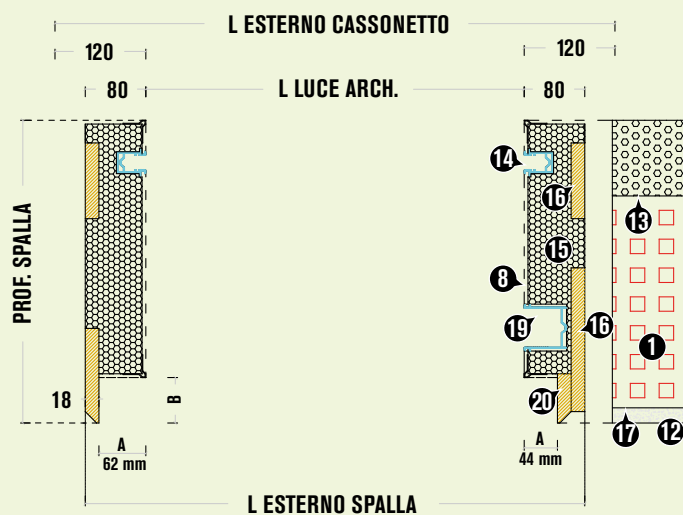 L ESTERNO CASSONETTO
120
120
80
L LUCE ARCH.
80
14
16
13
15
PROF. SPALLA
8
19
16
1
18
B
20
17
12
A
62 mm
A
44 mm
L ESTERNO SPALLA